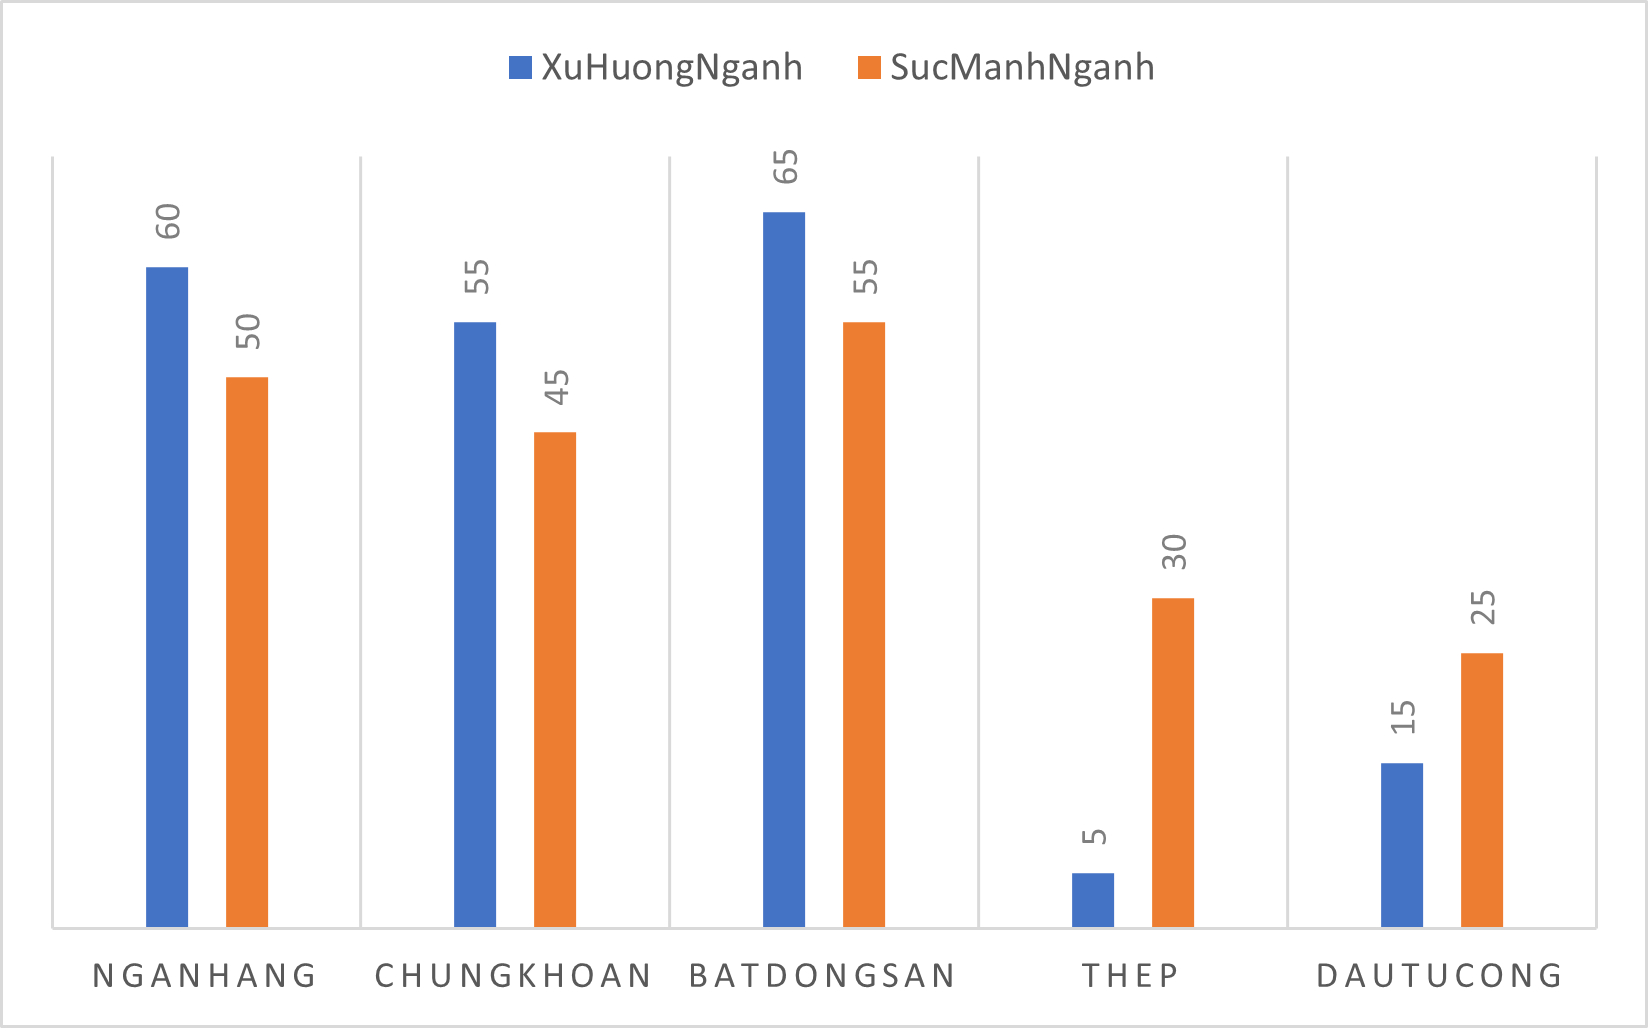 XuHuongNganh SucManhNganh
60 50 55 45 65 55 5 30 15 25
NGANHANG CHUNGKHOAN BATDONGSAN THEP DAUTUCONG